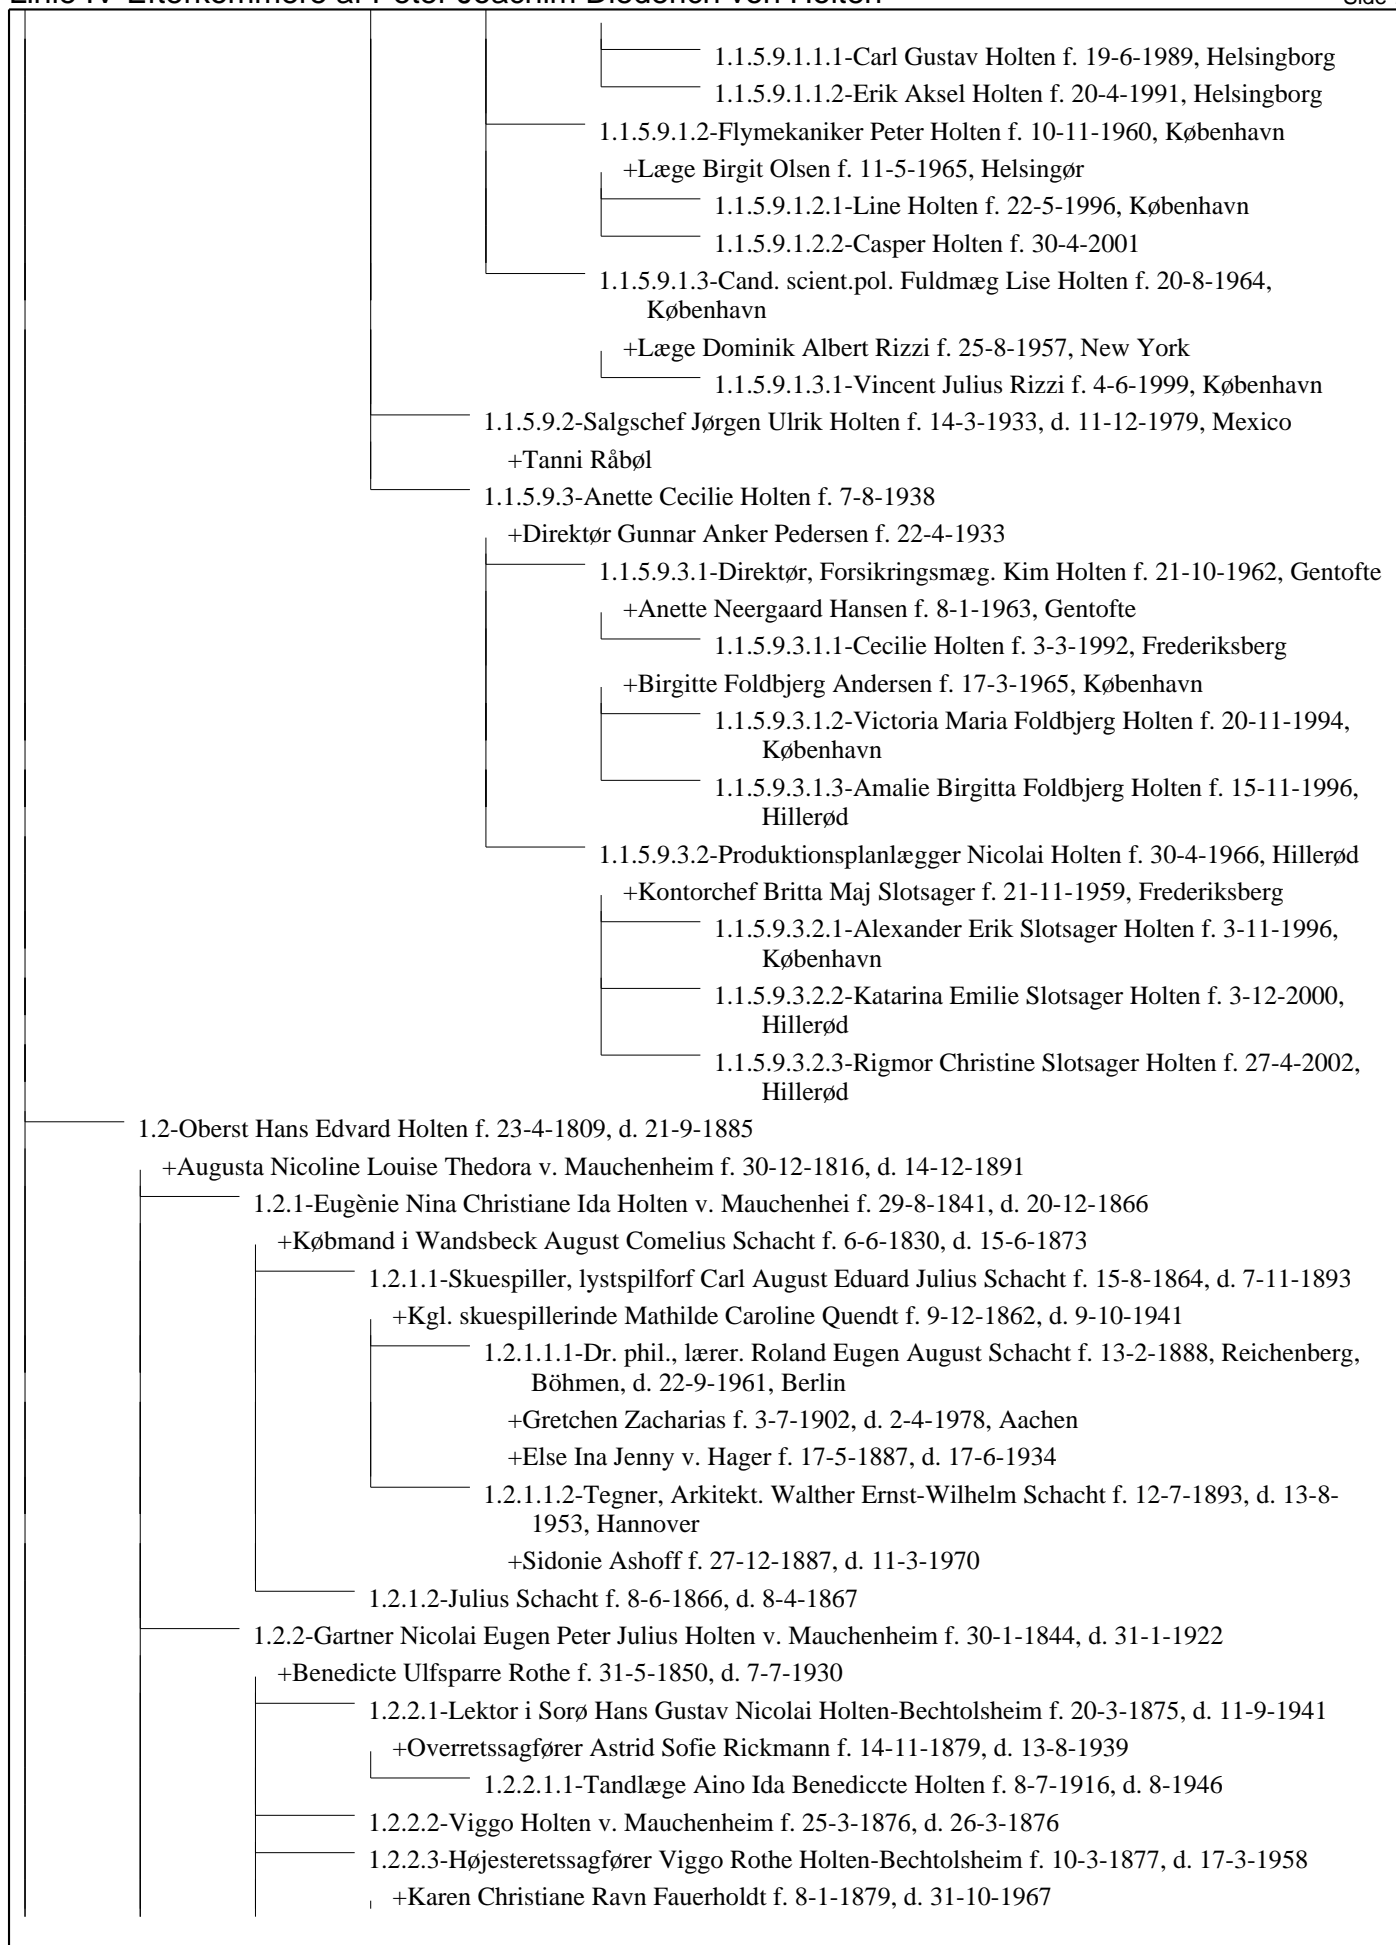 Linie IV Efterkommere af Peter Joachim Diederich von Holten
Side
1.1.5.9.1.1.1-Carl Gustav Holten f. 19-6-1989, Helsingborg
1.1.5.9.1.1.2-Erik Aksel Holten f. 20-4-1991, Helsingborg
1.1.5.9.1.2-Flymekaniker Peter Holten f. 10-11-1960, København
+Læge Birgit Olsen f. 11-5-1965, Helsingør
1.1.5.9.1.2.1-Line Holten f. 22-5-1996, København
1.1.5.9.1.2.2-Casper Holten f. 30-4-2001
1.1.5.9.1.3-Cand. scient.pol. Fuldmæg Lise Holten f. 20-8-1964,
København
+Læge Dominik Albert Rizzi f. 25-8-1957, New York
1.1.5.9.1.3.1-Vincent Julius Rizzi f. 4-6-1999, København
1.1.5.9.2-Salgschef Jørgen Ulrik Holten f. 14-3-1933, d. 11-12-1979, Mexico
+Tanni Råbøl
1.1.5.9.3-Anette Cecilie Holten f. 7-8-1938
+Direktør Gunnar Anker Pedersen f. 22-4-1933
1.1.5.9.3.1-Direktør, Forsikringsmæg. Kim Holten f. 21-10-1962, Gentofte
+Anette Neergaard Hansen f. 8-1-1963, Gentofte
1.1.5.9.3.1.1-Cecilie Holten f. 3-3-1992, Frederiksberg
+Birgitte Foldbjerg Andersen f. 17-3-1965, København
1.1.5.9.3.1.2-Victoria Maria Foldbjerg Holten f. 20-11-1994,
København
1.1.5.9.3.1.3-Amalie Birgitta Foldbjerg Holten f. 15-11-1996,
Hillerød
1.1.5.9.3.2-Produktionsplanlægger Nicolai Holten f. 30-4-1966, Hillerød
+Kontorchef Britta Maj Slotsager f. 21-11-1959, Frederiksberg
1.1.5.9.3.2.1-Alexander Erik Slotsager Holten f. 3-11-1996,
København
1.1.5.9.3.2.2-Katarina Emilie Slotsager Holten f. 3-12-2000,
Hillerød
1.1.5.9.3.2.3-Rigmor Christine Slotsager Holten f. 27-4-2002,
Hillerød
1.2-Oberst Hans Edvard Holten f. 23-4-1809, d. 21-9-1885
+Augusta Nicoline Louise Thedora v. Mauchenheim f. 30-12-1816, d. 14-12-1891
1.2.1-Eugènie Nina Christiane Ida Holten v. Mauchenhei f. 29-8-1841, d. 20-12-1866
+Købmand i Wandsbeck August Comelius Schacht f. 6-6-1830, d. 15-6-1873
1.2.1.1-Skuespiller, lystspilforf Carl August Eduard Julius Schacht f. 15-8-1864, d. 7-11-1893
+Kgl. skuespillerinde Mathilde Caroline Quendt f. 9-12-1862, d. 9-10-1941
1.2.1.1.1-Dr. phil., lærer. Roland Eugen August Schacht f. 13-2-1888, Reichenberg,
Böhmen, d. 22-9-1961, Berlin
+Gretchen Zacharias f. 3-7-1902, d. 2-4-1978, Aachen
+Else Ina Jenny v. Hager f. 17-5-1887, d. 17-6-1934
1.2.1.1.2-Tegner, Arkitekt. Walther Ernst-Wilhelm Schacht f. 12-7-1893, d. 13-8-
1953, Hannover
+Sidonie Ashoff f. 27-12-1887, d. 11-3-1970
1.2.1.2-Julius Schacht f. 8-6-1866, d. 8-4-1867
1.2.2-Gartner Nicolai Eugen Peter Julius Holten v. Mauchenheim f. 30-1-1844, d. 31-1-1922
+Benedicte Ulfsparre Rothe f. 31-5-1850, d. 7-7-1930
1.2.2.1-Lektor i Sorø Hans Gustav Nicolai Holten-Bechtolsheim f. 20-3-1875, d. 11-9-1941
+Overretssagfører Astrid Sofie Rickmann f. 14-11-1879, d. 13-8-1939
1.2.2.1.1-Tandlæge Aino Ida Benediccte Holten f. 8-7-1916, d. 8-1946
1.2.2.2-Viggo Holten v. Mauchenheim f. 25-3-1876, d. 26-3-1876
1.2.2.3-Højesteretssagfører Viggo Rothe Holten-Bechtolsheim f. 10-3-1877, d. 17-3-1958
+Karen Christiane Ravn Fauerholdt f. 8-1-1879, d. 31-10-1967